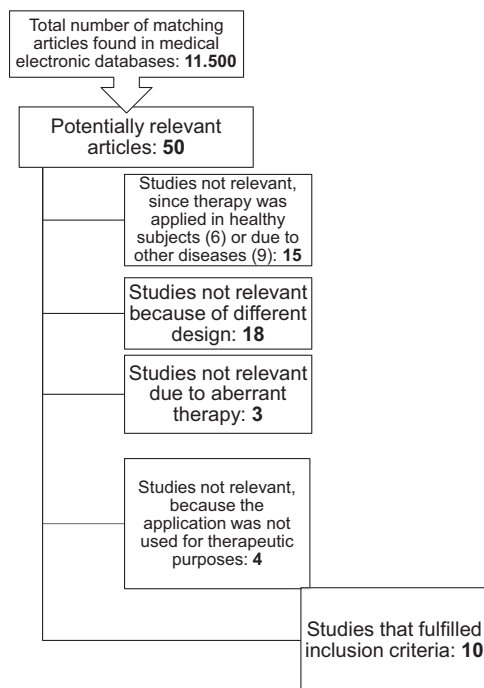 Total number of matching
articles found in medical
electronic databases: 11.500
Potentially relevant
articles: 50
Studies not relevant,
since therapy was
applied in healthy
subjects (6) or due to
other diseases (9): 15
Studies not relevant
because of different
design: 18
Studies not relevant
due to aberrant
therapy: 3
Studies not relevant,
because the
application was not
used for therapeutic
purposes: 4
Studies that fulfilled
inclusion criteria: 10